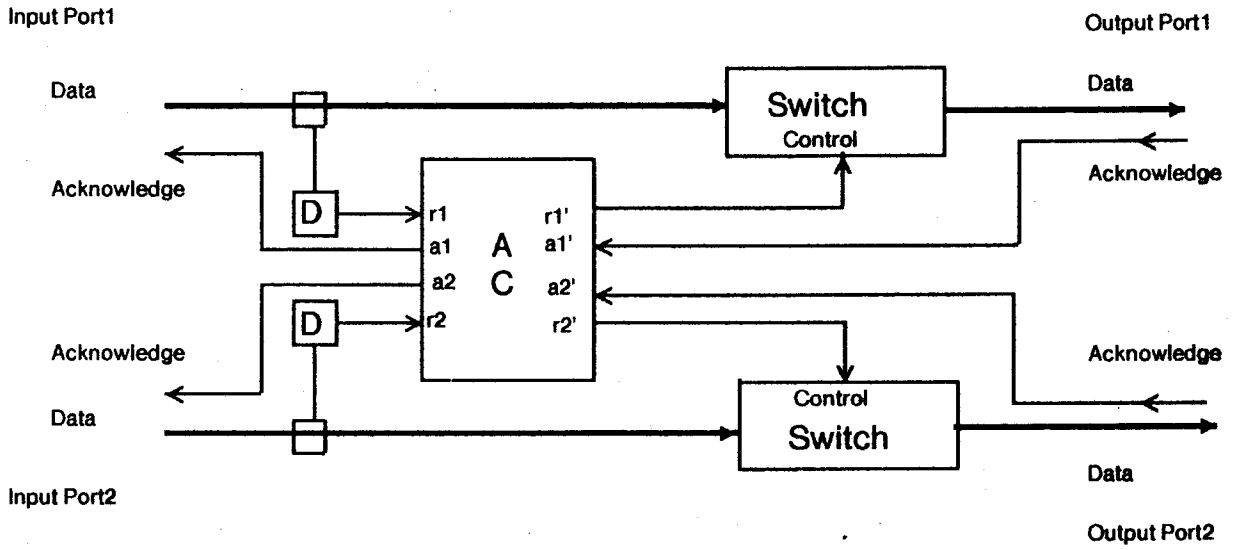 Input Port1
Output Port1
Data
Data
Switch
Control
Acknowledge
Acknowledge
D
r1
r1'
a1
A
a1'
a2
C
a2'
D
r2
r2'
Acknowledge
Acknowledge
Control
Data
Switch
Data
Input Port2
Output Port2